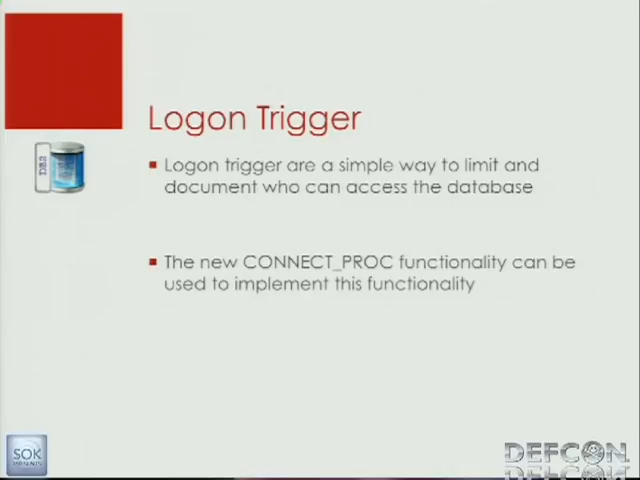 Logon Trigger
DB2
Logon trigger are a simple way to limit and
document who can access the database
The new CONNECT_PROC functionality can be
used to implement this functionality
SOK
DEFCON